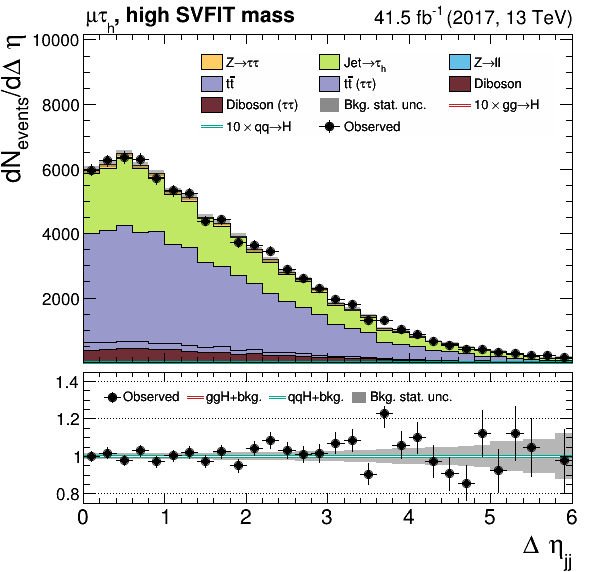 μτh, high SVFIT mass 41.5 fb⁻¹ (2017, 13 TeV)
dN_events/dΔ η
10000
8000
6000
4000
2000
Z→ττ Jet→τh Z→ll
tt̄ tt̄ (ττ) Diboson
Diboson (ττ) Bkg. stat. unc. 10 × gg→H
10 × qq→H Observed
1.4
1.2
1
0.8
Observed ggH+bkg. qqH+bkg. Bkg. stat. unc.
0 1 2 3 4 5 6
Δ η_jj